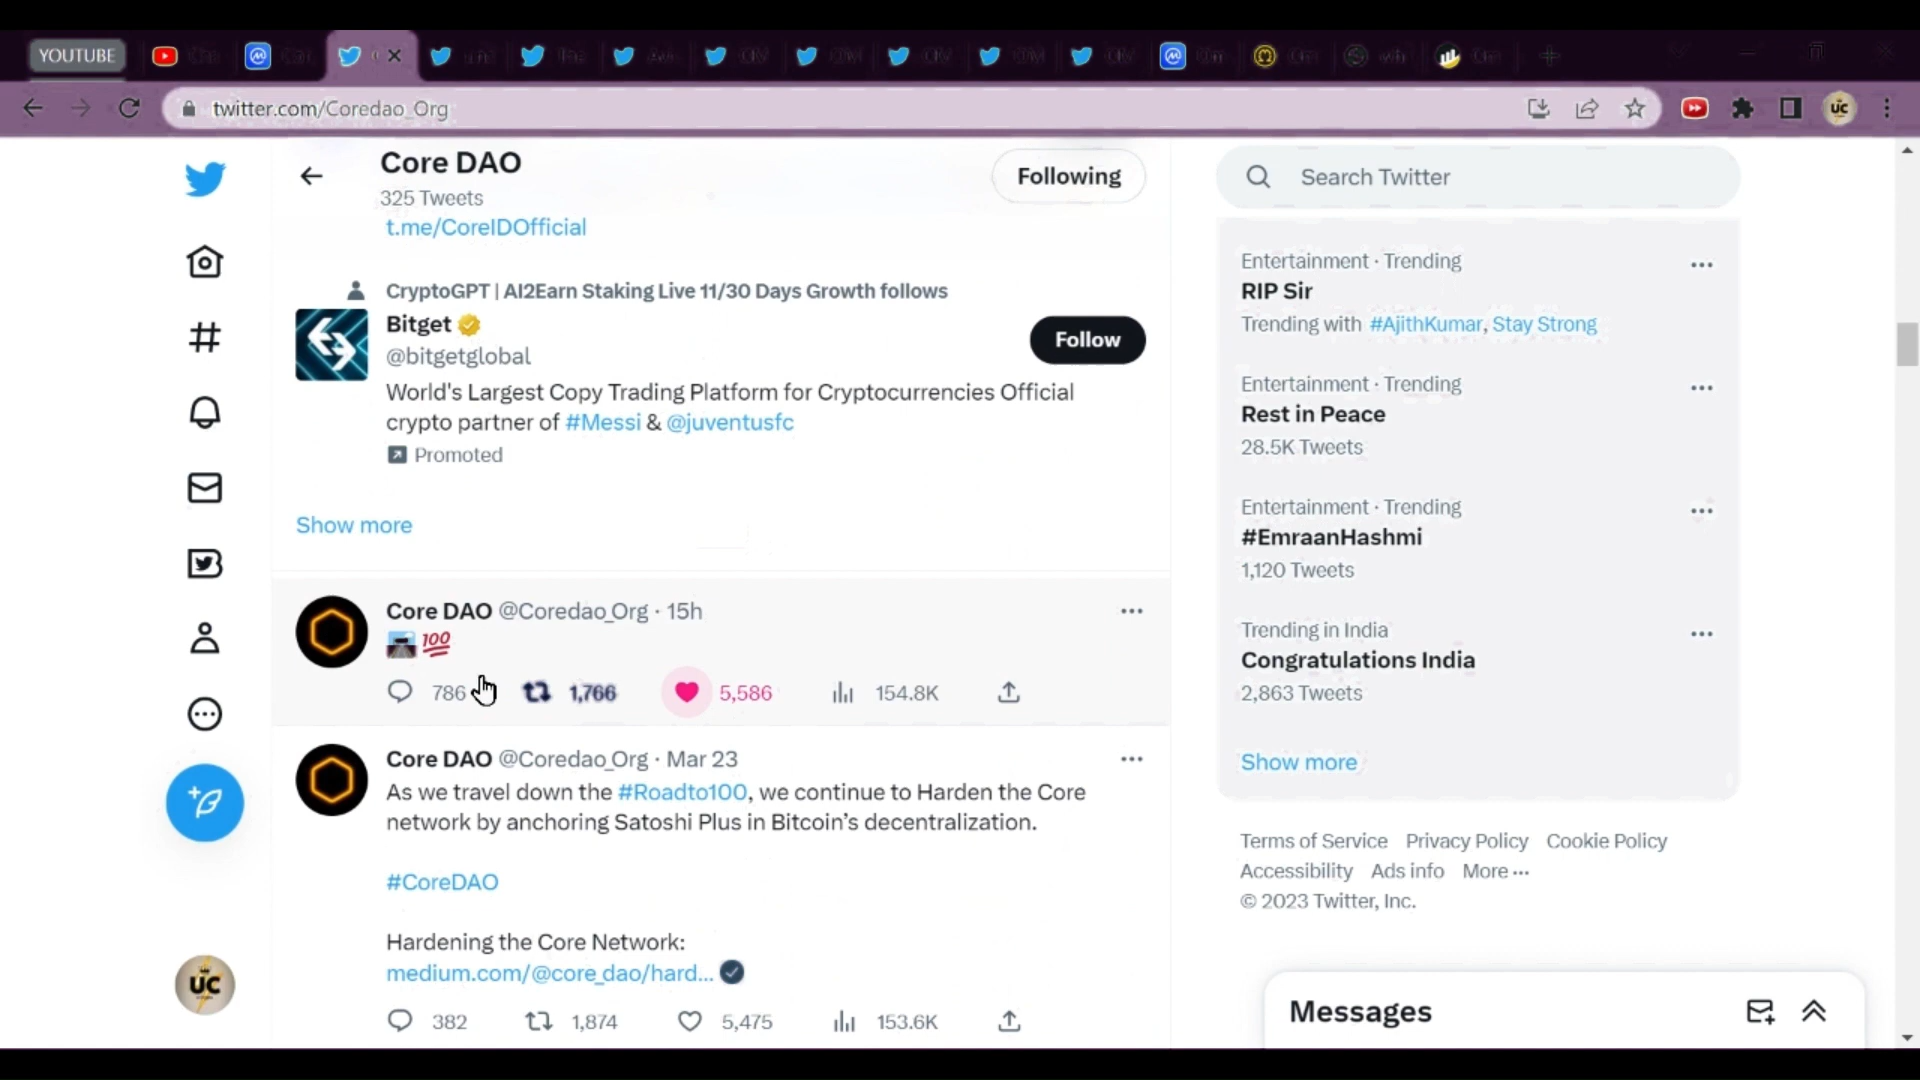 YOUTUBE
twitter.com/Coredao_Org
UC
Core DAO
325 Tweets
Following
t.me/CoreIDOfficial
CryptoGPT | AI2Earn Staking Live 11/30 Days Growth follows
Bitget
@bitgetglobal
Follow
World's Largest Copy Trading Platform for Cryptocurrencies Official
crypto partner of #Messi & @juventusfc
Promoted
Show more
Core DAO @Coredao_Org · 15h
💯
786 1,766 5,586 154.8K
Core DAO @Coredao_Org · Mar 23
As we travel down the #Roadto100, we continue to Harden the Core
network by anchoring Satoshi Plus in Bitcoin's decentralization.
#CoreDAO
Hardening the Core Network:
medium.com/@core_dao/hard...
382 1,874 5,475 153.6K
UC
Search Twitter
Entertainment · Trending
RIP Sir
Trending with #AjithKumar, Stay Strong
Entertainment · Trending
Rest in Peace
28.5K Tweets
Entertainment · Trending
#EmraanHashmi
1,120 Tweets
Trending in India
Congratulations India
2,863 Tweets
Show more
Terms of Service Privacy Policy Cookie Policy
Accessibility Ads info More ...
© 2023 Twitter, Inc.
Messages